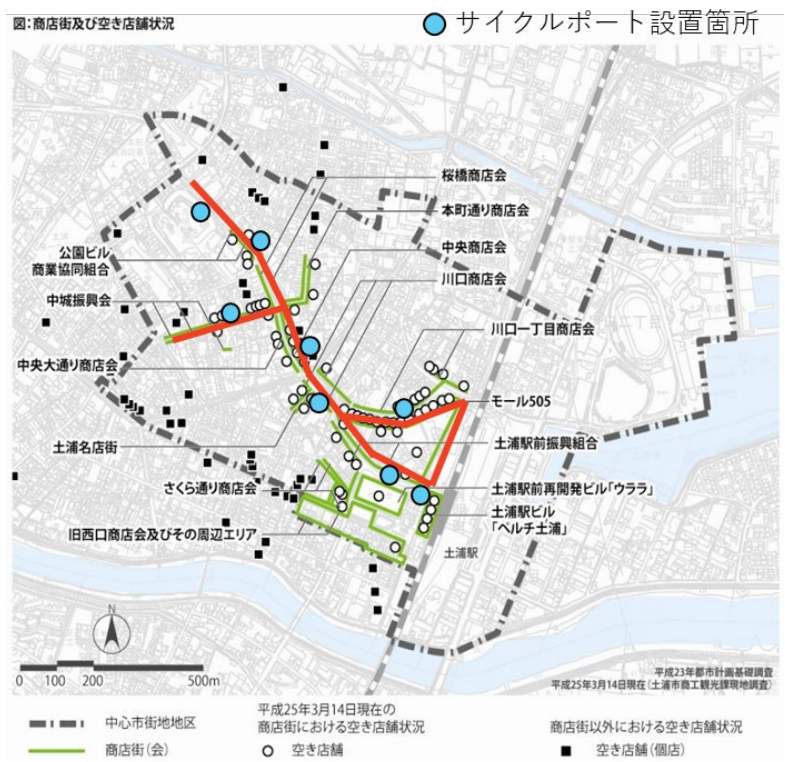 図：商店街及び空き店舗状況
サイクルポート設置箇所
桜橋商店会
本町通り商店会
中央商店会
川口商店会
公園ビル
商業協同組合
中城振興会
川口一丁目商店会
中央大通り商店会
モール505
土浦名店街
土浦駅前振興組合
さくら通り商店会
土浦駅前再開発ビル「ウララ」
土浦駅ビル
「ペルチ土浦」
旧西口商店会及びその周辺エリア
土浦駅
N
0 100 200 500m
平成23年都市計画基礎調査
平成25年3月14日現在（土浦市商工観光課現地調査）
中心市街地地区
商店街（会）
平成25年3月14日現在の
商店街における空き店舗状況
空き店舗
商店街以外における空き店舗状況
空き店舗（個店）